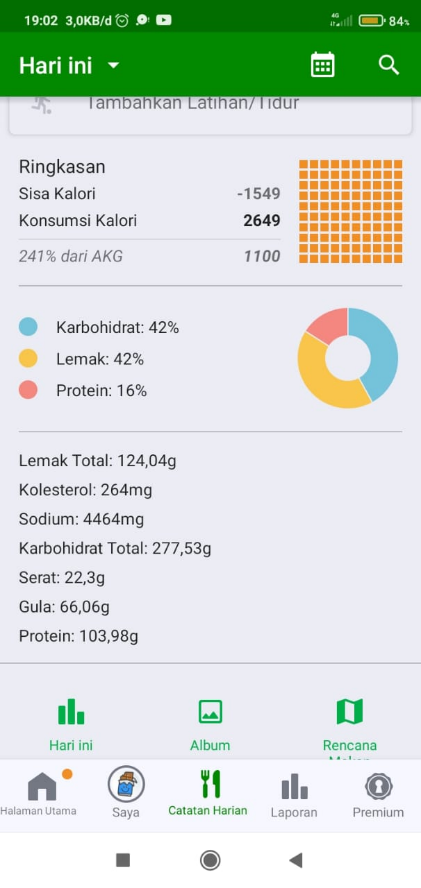 19:02 3,0KB/d
4G
84%
Hari ini
Tambahkan Latihan/Tidur
Ringkasan
Sisa Kalori -1549
Konsumsi Kalori 2649
241% dari AKG 1100
Karbohidrat: 42%
Lemak: 42%
Protein: 16%
Lemak Total: 124,04g
Kolesterol: 264mg
Sodium: 4464mg
Karbohidrat Total: 277,53g
Serat: 22,3g
Gula: 66,06g
Protein: 103,98g
Hari ini Album Rencana
Makan
Halaman Utama Saya Catatan Harian Laporan Premium